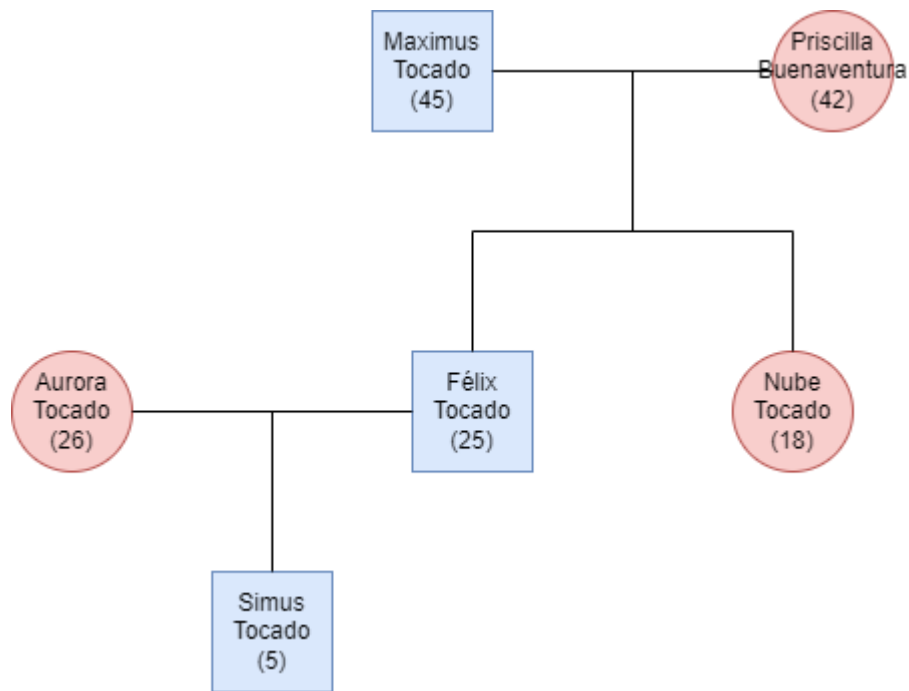 Maximus
Tocado
(45)
Priscilla
Buenaventura
(42)
Aurora
Tocado
(26)
Félix
Tocado
(25)
Nube
Tocado
(18)
Simus
Tocado
(5)